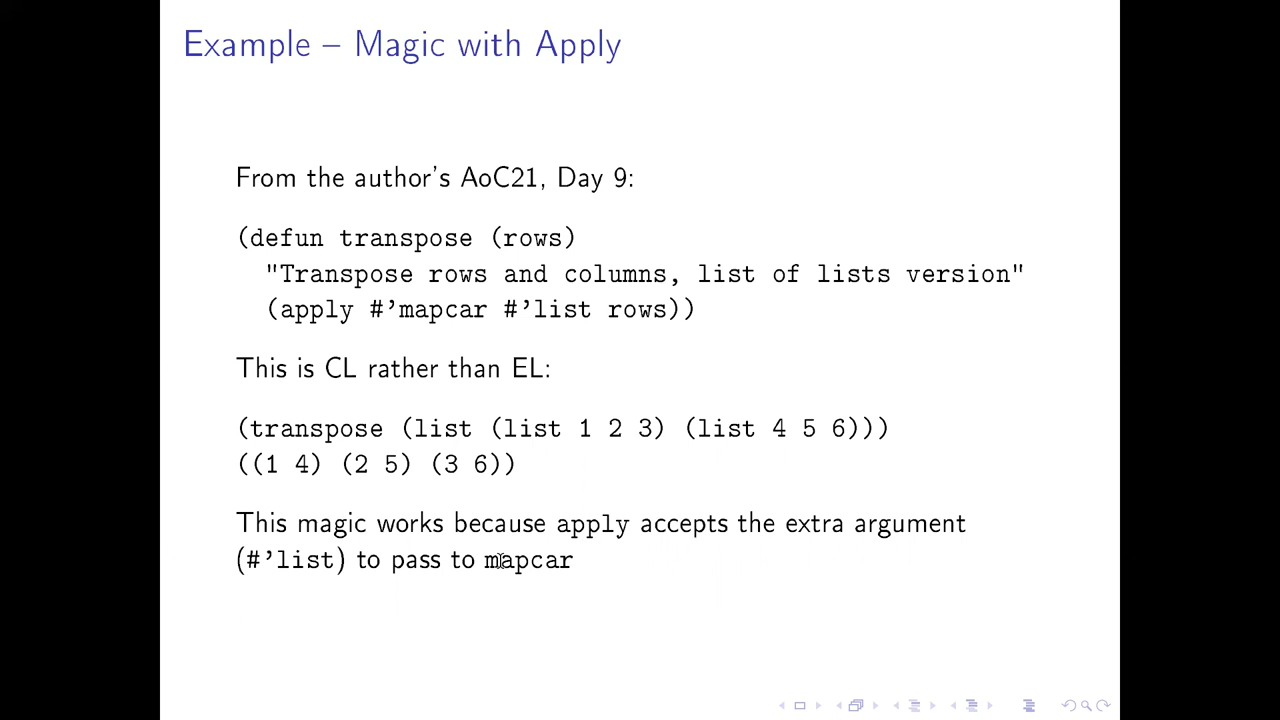 Example – Magic with Apply
From the author's AoC21, Day 9:
(defun transpose (rows)
"Transpose rows and columns, list of lists version"
(apply #'mapcar #'list rows))
This is CL rather than EL:
(transpose (list (list 1 2 3) (list 4 5 6)))
((1 4) (2 5) (3 6))
This magic works because apply accepts the extra argument
(#'list) to pass to mapcar